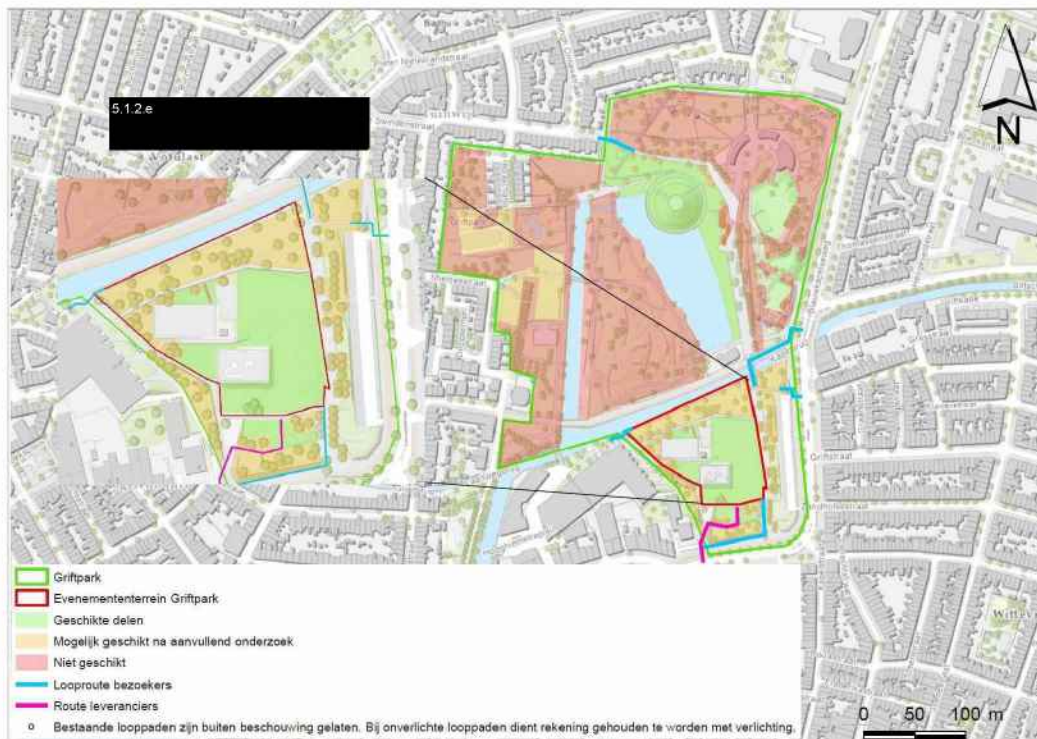 5.1.2.e
N
Griftstraat
Griftpark
Evenemententerrein Griftpark
Geschikte delen
Mogelijk geschikt na aanvullend onderzoek
Niet geschikt
Looproute bezoekers
Route leveranciers
Bestaande looppaden zijn buiten beschouwing gelaten. Bij onverlichte looppaden dient rekening gehouden te worden met verlichting.
0 50 100 m